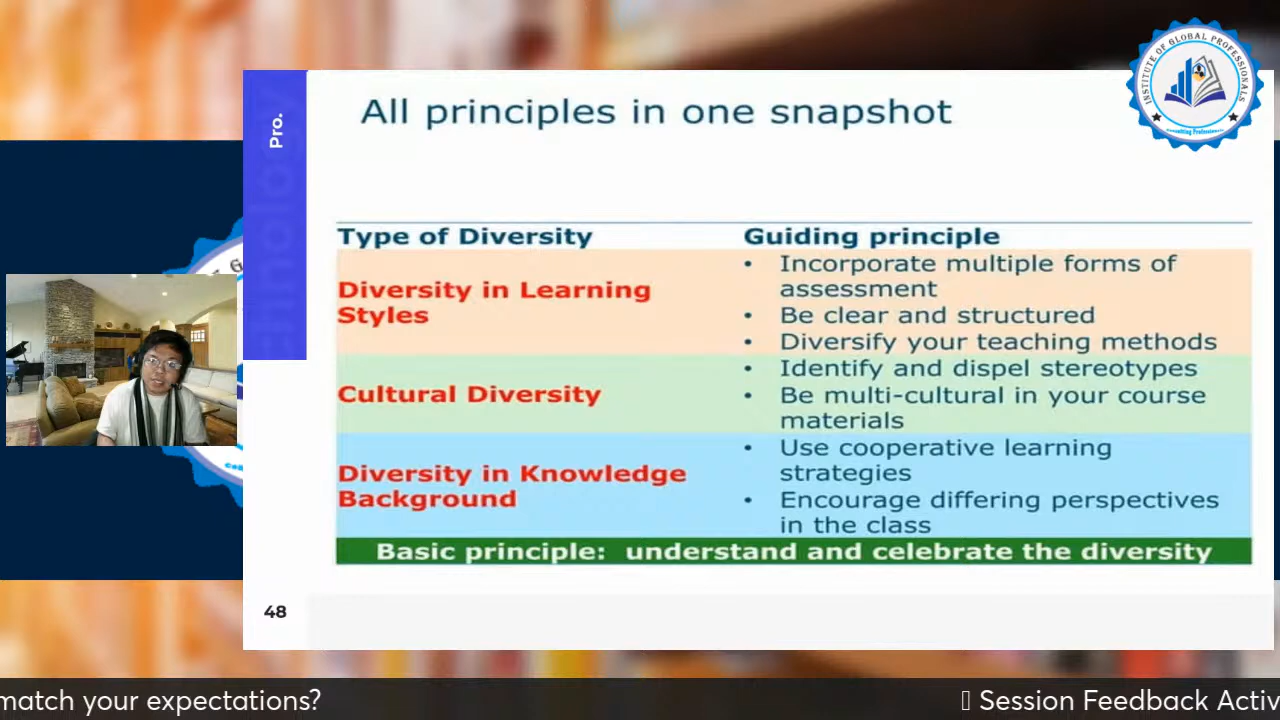 All principles in one snapshot
Pro.
INSTITUTE OF GLOBAL PROFESSIONALS
Consulting Professionals
Type of Diversity
Guiding principle
Diversity in Learning
Styles
• Incorporate multiple forms of
assessment
• Be clear and structured
• Diversify your teaching methods
Cultural Diversity
• Identify and dispel stereotypes
• Be multi-cultural in your course
materials
Diversity in Knowledge
Background
• Use cooperative learning
strategies
• Encourage differing perspectives
in the class
Basic principle: understand and celebrate the diversity
48
match your expectations?
Session Feedback Activ